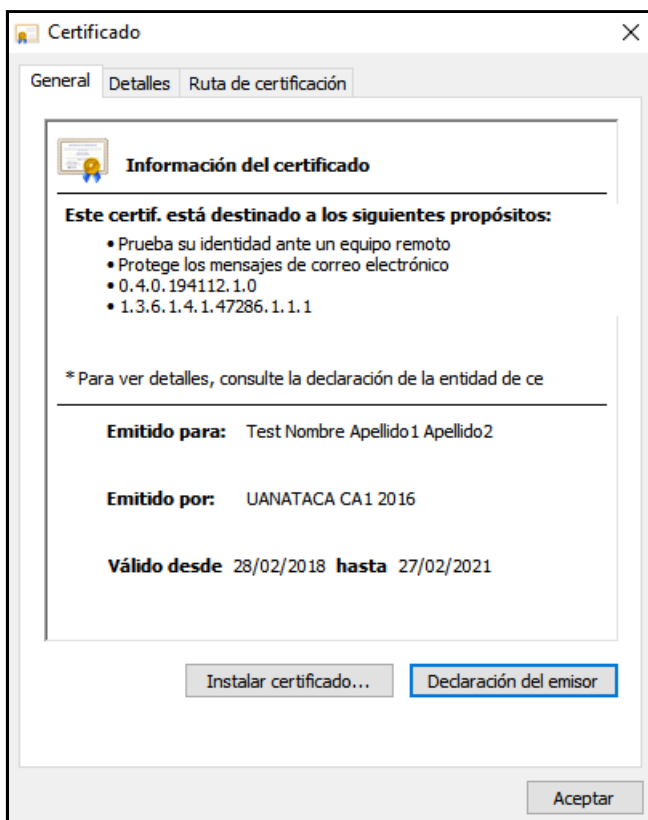 Certificado
General Detalles Ruta de certificación
Información del certificado
Este certif. está destinado a los siguientes propósitos:
• Prueba su identidad ante un equipo remoto
• Protege los mensajes de correo electrónico
• 0.4.0.194112.1.0
• 1.3.6.1.4.1.47286.1.1.1
* Para ver detalles, consulte la declaración de la entidad de ce
Emitido para: Test Nombre Apellido1 Apellido2
Emitido por: UANATACA CA1 2016
Válido desde 28/02/2018 hasta 27/02/2021
Instalar certificado... Declaración del emisor
Aceptar